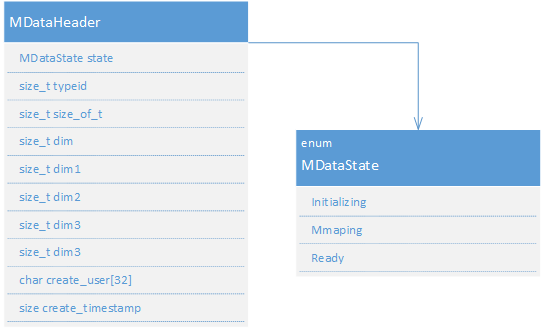 MDataHeader
MDataState state
size_t typeid
size_t size_of_t
size_t dim
size_t dim1
size_t dim2
size_t dim3
size_t dim3
char create_user[32]
size create_timestamp
enum
MDataState
Initializing
Mmaping
Ready